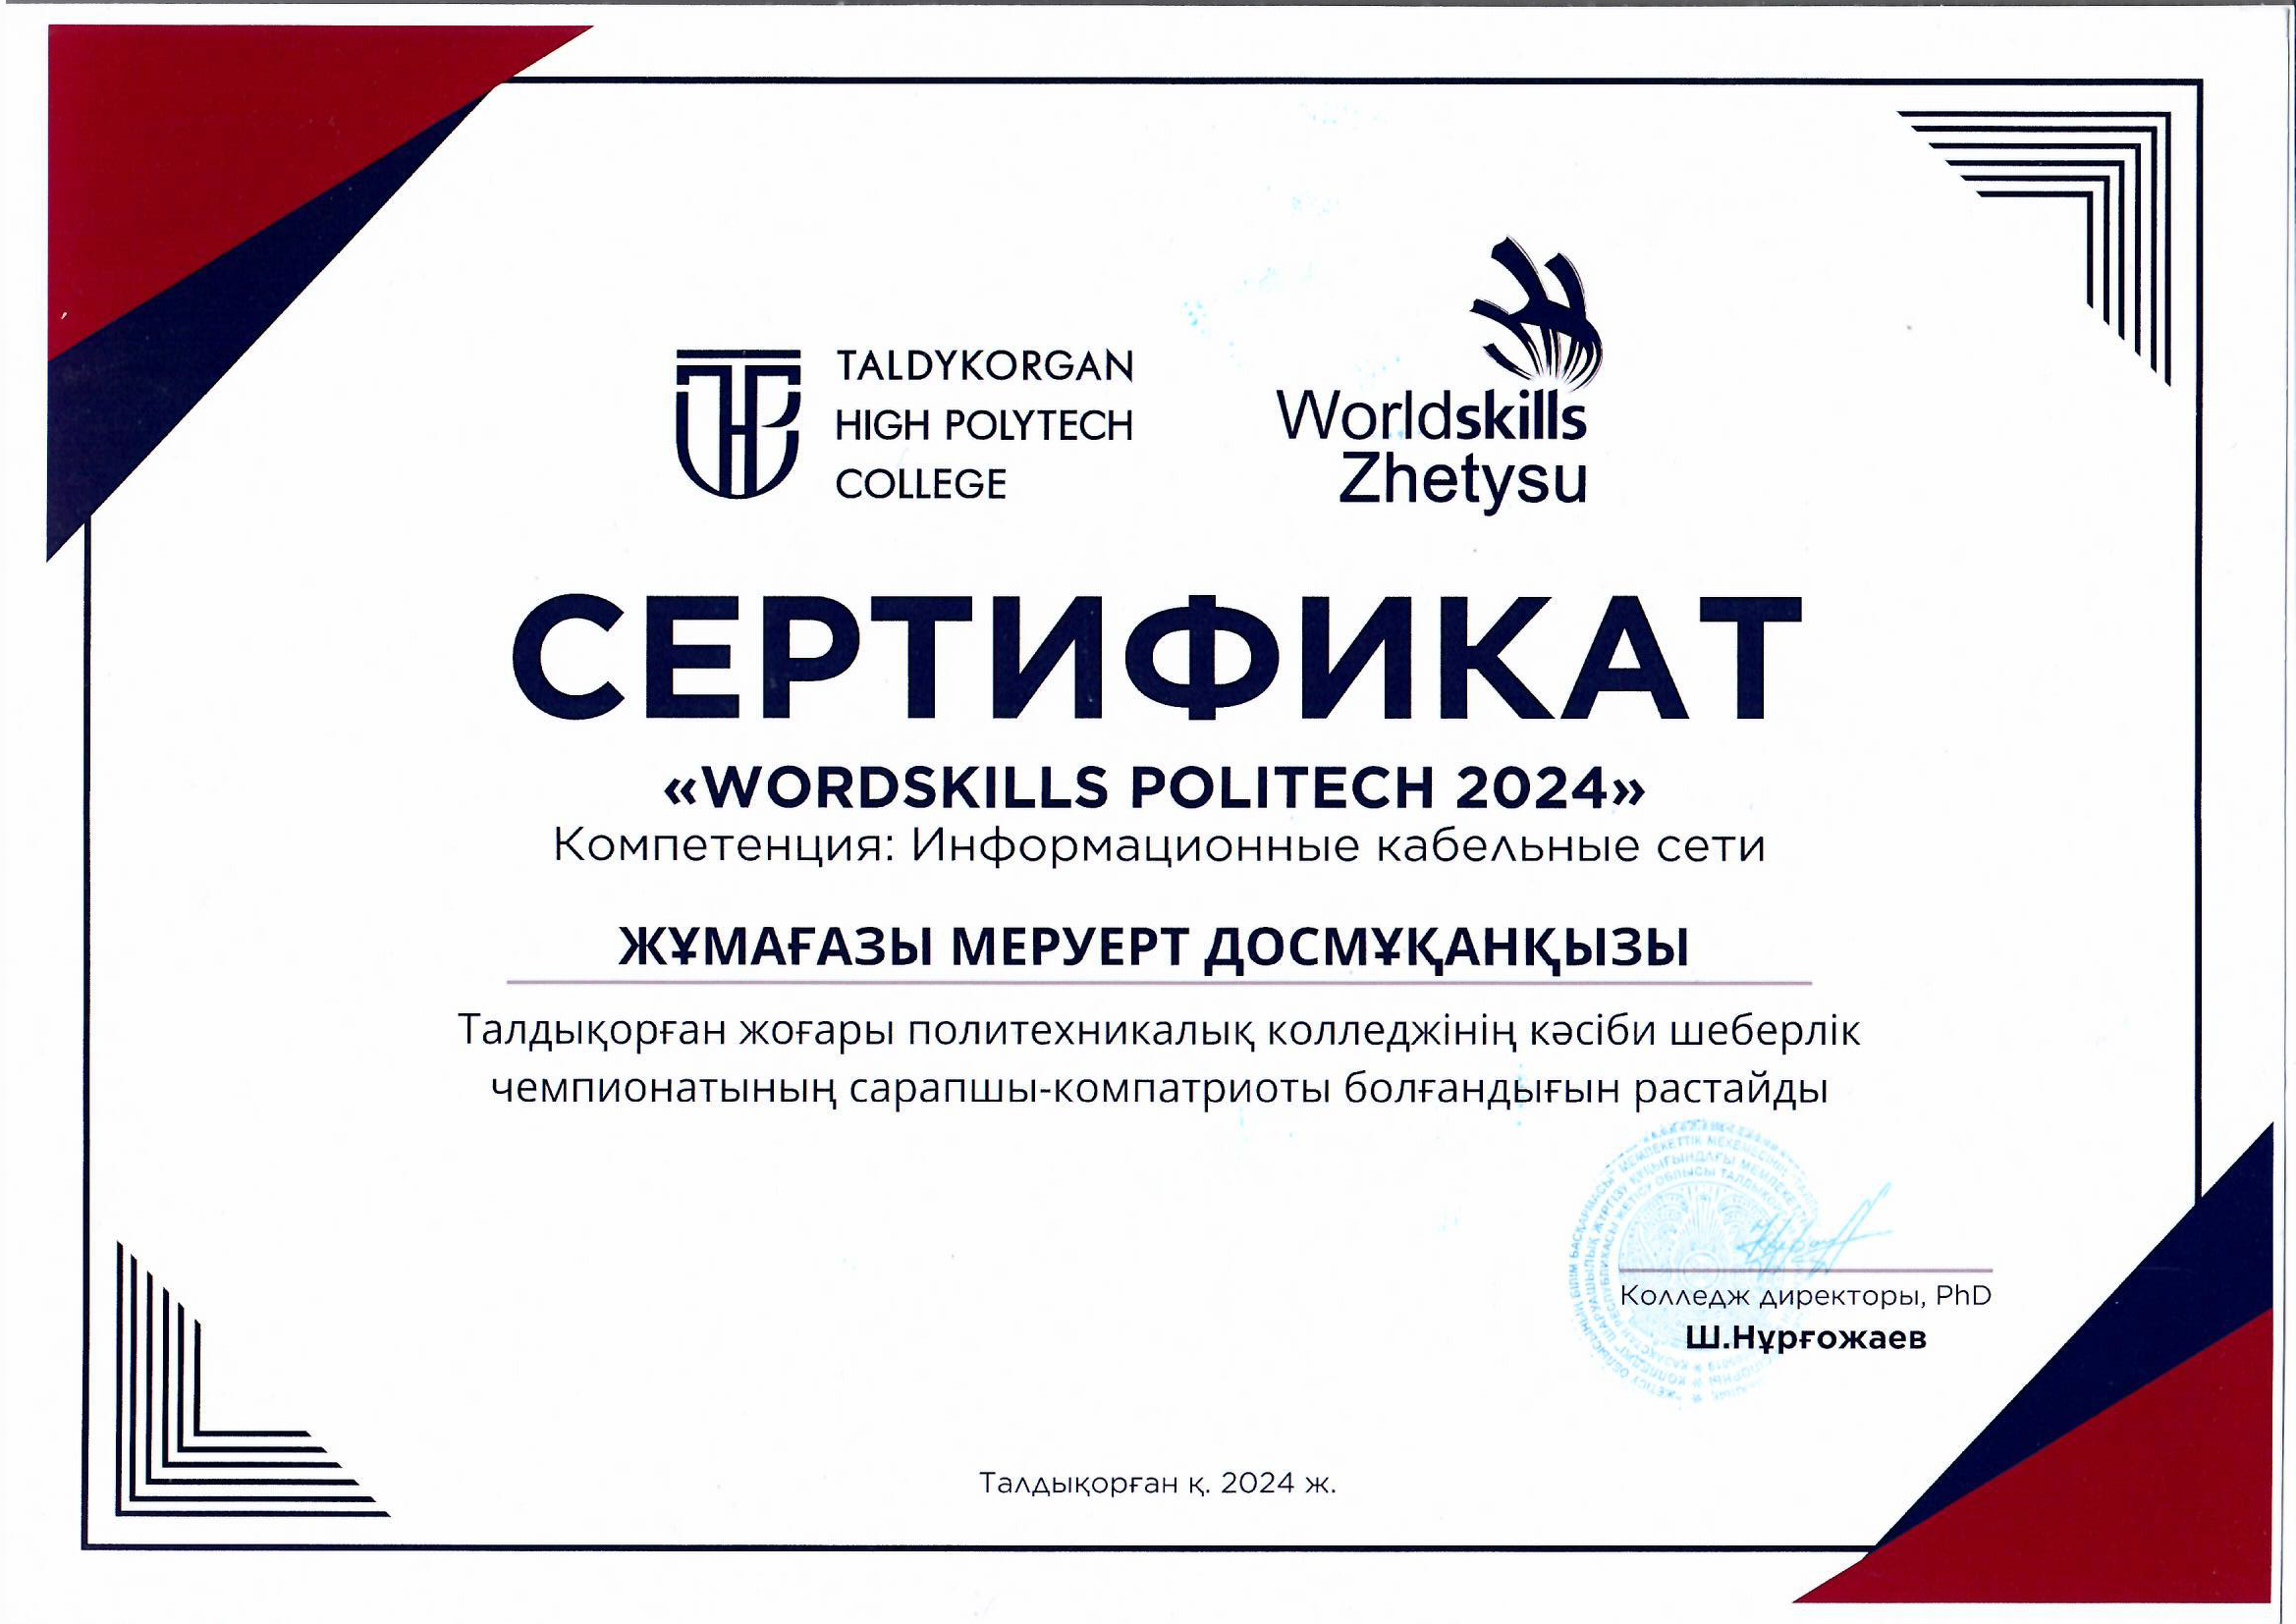 TALDYKORGAN
HIGH POLYTECH
COLLEGE
Worldskills
Zhetysu
СЕРТИФИКАТ
«WORDSKILLS POLITECH 2024»
Компетенция: Информационные кабельные сети
ЖҰМАҒАЗЫ МЕРУЕРТ ДОСМҰҚАНҚЫЗЫ
Талдықорған жоғары политехникалық колледжінің кәсіби шеберлік
чемпионатының сарапшы-компатриоты болғандығын растайды
Колледж директоры, PhD
Ш.Нұрғожаев
Талдықорған қ. 2024 ж.